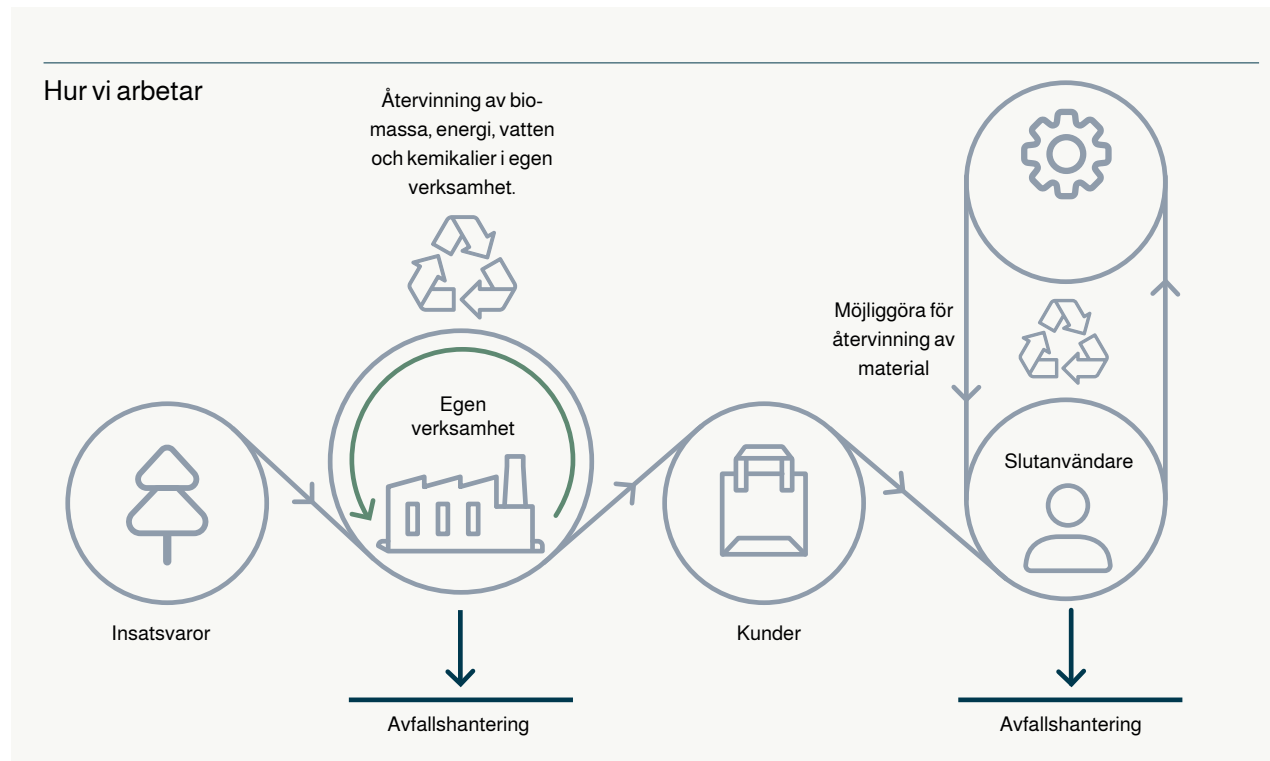 Hur vi arbetar
Återvinning av bio-
massa, energi, vatten
och kemikalier i egen
verksamhet.
Möjliggöra för
återvinning av
material
Egen
verksamhet
Slutanvändare
Insatsvaror
Kunder
Avfallshantering
Avfallshantering